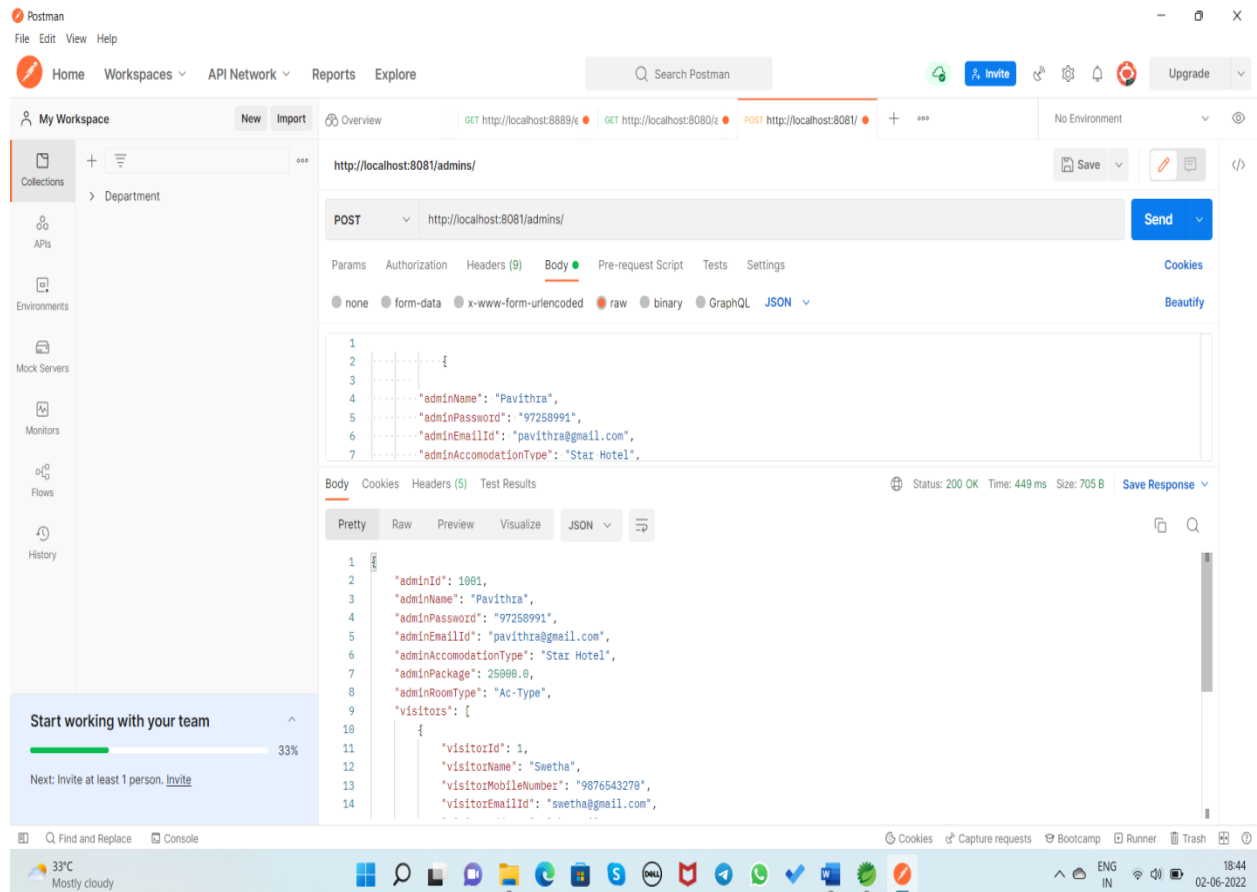 Postman
File Edit View Help
Home Workspaces API Network Reports Explore Search Postman Invite Upgrade
My Workspace New Import Overview GET http://localhost:8889/e GET http://localhost:8080/a POST http://localhost:8081/ No Environment
Collections
APIs
Environments
Mock Servers
Monitors
Flows
History
Department
http://localhost:8081/admins/ Save
POST http://localhost:8081/admins/ Send
Params Authorization Headers (9) Body Pre-request Script Tests Settings Cookies
none form-data x-www-form-urlencoded raw binary GraphQL JSON Beautify
1
2 {
3
4 "adminName": "Pavithra",
5 "adminPassword": "97258991",
6 "adminEmailId": "pavithra@gmail.com",
7 "adminAccomodationType": "Star Hotel",
Body Cookies Headers (5) Test Results Status: 200 OK Time: 449 ms Size: 705 B Save Response
Pretty Raw Preview Visualize JSON
1 {
2 "adminId": 1001,
3 "adminName": "Pavithra",
4 "adminPassword": "97258991",
5 "adminEmailId": "pavithra@gmail.com",
6 "adminAccomodationType": "Star Hotel",
7 "adminPackage": 25000.0,
8 "adminRoomType": "Ac-Type",
9 "visitors": [
10 {
11 "visitorId": 1,
12 "visitorName": "Swetha",
13 "visitorMobileNumber": "9876543270",
14 "visitorEmailId": "swetha@gmail.com",
Start working with your team
33%
Next: Invite at least 1 person. Invite
Find and Replace Console Cookies Capture requests Bootcamp Runner Trash
33°C
Mostly cloudy
DELL
ENG
IN
18:44
02-06-2022